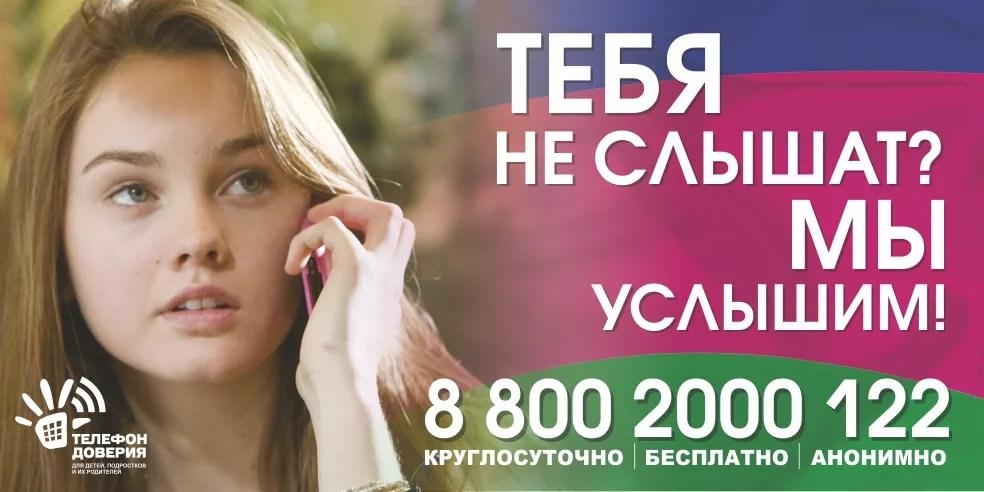 ТЕБЯ
НЕ СЛЫШАТ?
МЫ
УСЛЫШИМ!
8 800 2000 122
КРУГЛОСУТОЧНО | БЕСПЛАТНО | АНОНИМНО
ТЕЛЕФОН
ДОВЕРИЯ
ДЛЯ ДЕТЕЙ, ПОДРОСТКОВ
И ИХ РОДИТЕЛЕЙ